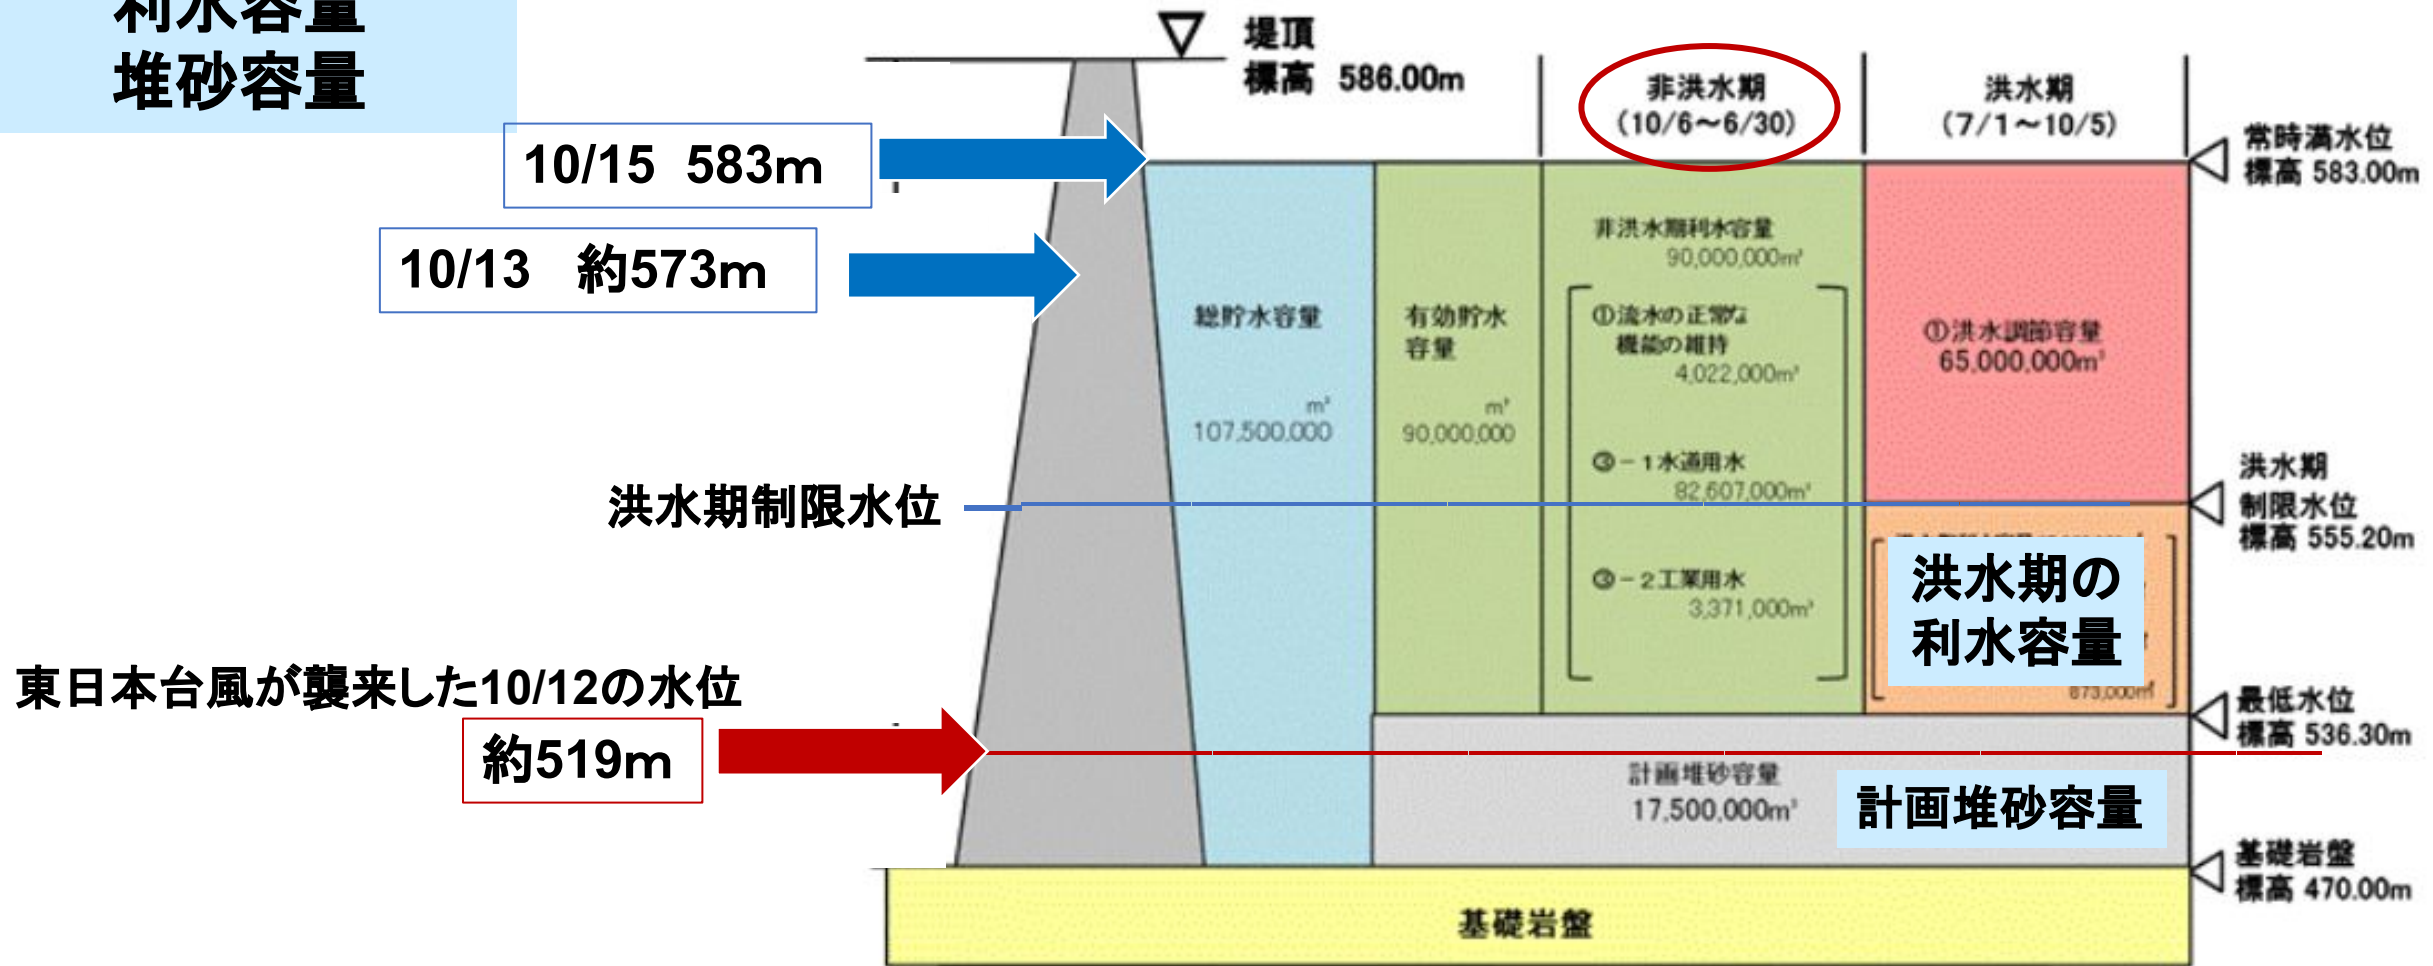 利水容量
堆砂容量
堤頂
標高 586.00m
非洪水期
(10/6～6/30)
洪水期
(7/1～10/5)
常時満水位
標高 583.00m
10/15 583m
10/13 約573m
総貯水容量
m³
107,500,000
有効貯水
容量
m³
90,000,000
非洪水期利水容量
90,000,000m³
①流水の正常な
機能の維持
4,022,000m³
③－1水道用水
82,607,000m³
③－2工業用水
3,371,000m³
①洪水調節容量
65,000,000m³
洪水期制限水位
洪水期
制限水位
標高 555.20m
洪水期の
利水容量
873,000m³
東日本台風が襲来した10/12の水位
約519m
最低水位
標高 536.30m
計画堆砂容量
17,500,000m³
計画堆砂容量
基礎岩盤
標高 470.00m
基礎岩盤